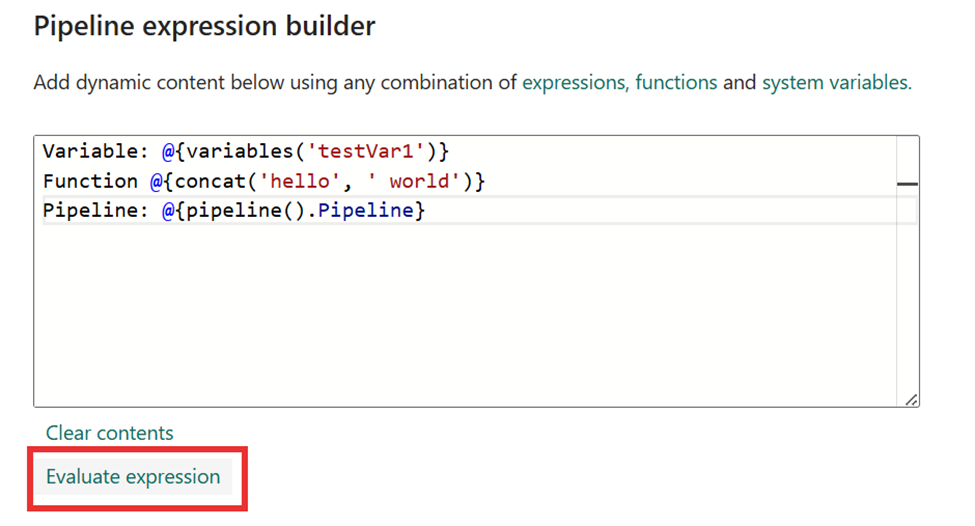 Pipeline expression builder
Add dynamic content below using any combination of expressions, functions and system variables.
Variable: @{variables('testVar1')}
Function @{concat('hello', ' world')}
Pipeline: @{pipeline().Pipeline}
Clear contents
Evaluate expression